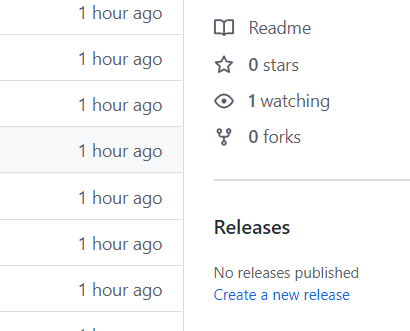 1 hour ago
1 hour ago
1 hour ago
1 hour ago
1 hour ago
1 hour ago
1 hour ago
Readme
0 stars
1 watching
0 forks
Releases
No releases published
Create a new release